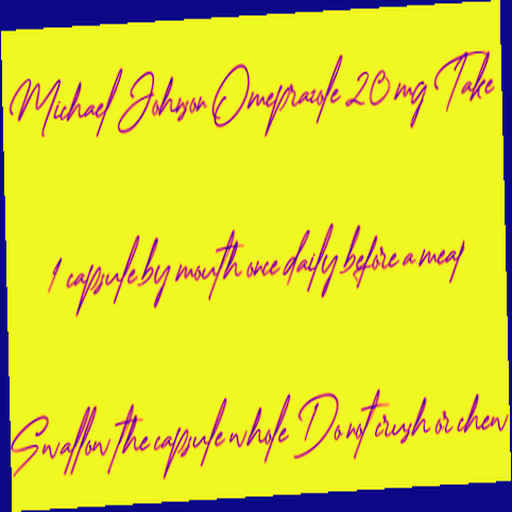 Michael Johnson Omeprazole 20 mg Take
1 capsule by mouth once daily before a meal
Swallow the capsule whole Do not crush or chew